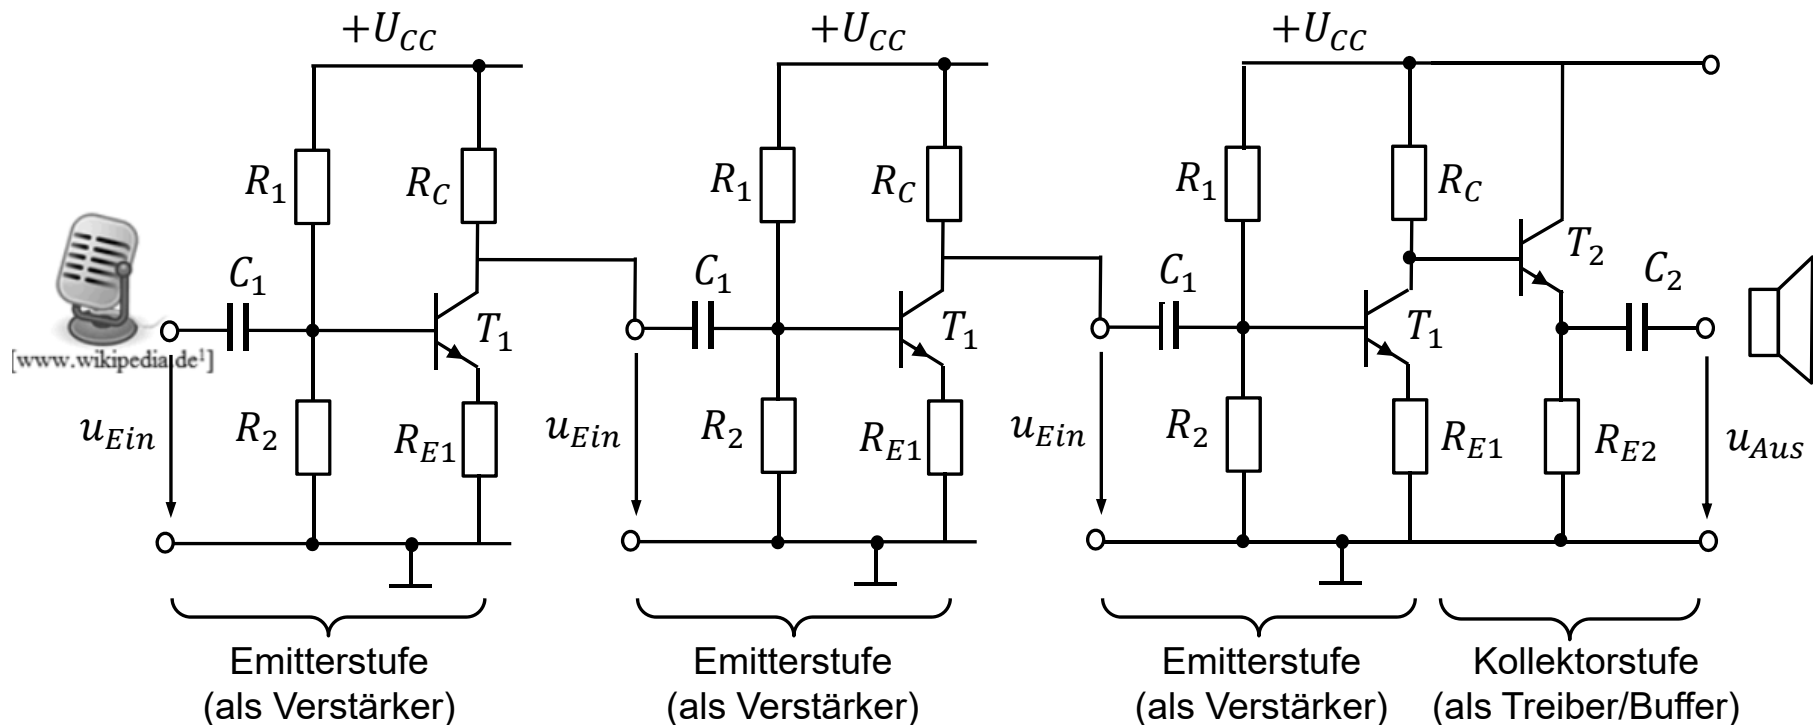 +U_CC
+U_CC
+U_CC
R_1
R_C
R_1
R_C
R_1
R_C
T_2
C_1
C_1
C_1
C_2
T_1
T_1
T_1
[www.wikipedia.de¹]
u_Ein
R_2
R_E1
u_Ein
R_2
R_E1
u_Ein
R_2
R_E1
R_E2
u_Aus
Emitterstufe
(als Verstärker)
Emitterstufe
(als Verstärker)
Emitterstufe
(als Verstärker)
Kollektorstufe
(als Treiber/Buffer)